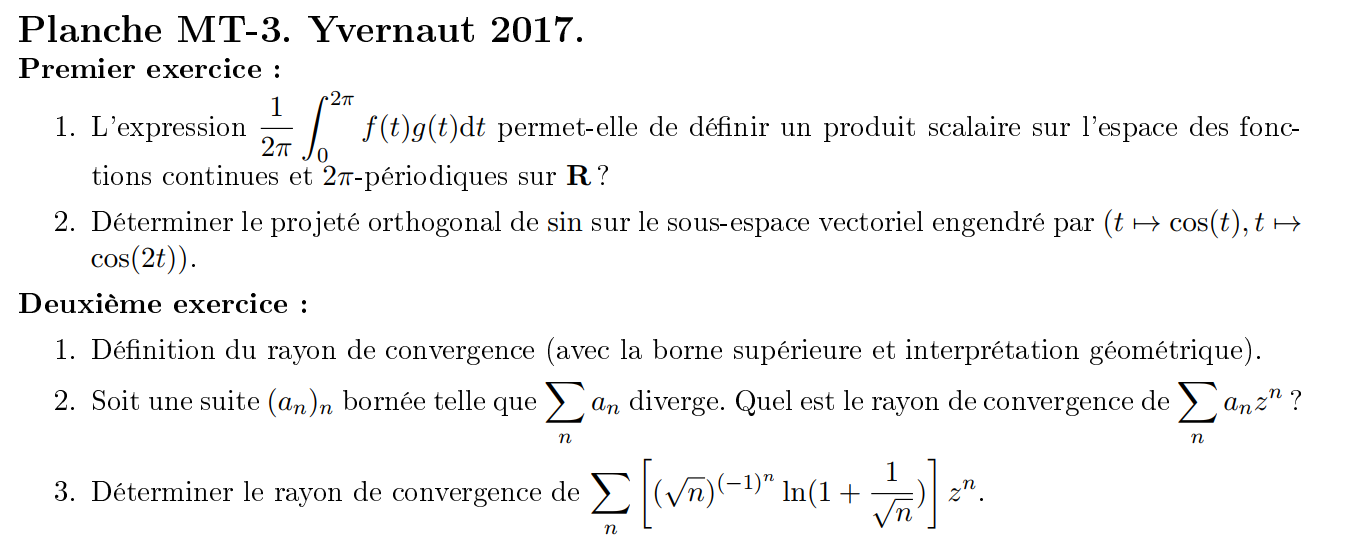 Planche MT-3. Yvernaut 2017.
Premier exercice :
1. L'expression $\frac{1}{2\pi} \int_0^{2\pi} f(t)g(t)\mathrm{d}t$ permet-elle de définir un produit scalaire sur l'espace des fonc-
tions continues et $2\pi$-périodiques sur $\mathbf{R}$ ?
2. Déterminer le projeté orthogonal de sin sur le sous-espace vectoriel engendré par $(t \mapsto \cos(t), t \mapsto$
$\cos(2t))$.
Deuxième exercice :
1. Définition du rayon de convergence (avec la borne supérieure et interprétation géométrique).
2. Soit une suite $(a_n)_n$ bornée telle que $\sum_n a_n$ diverge. Quel est le rayon de convergence de $\sum_n a_n z^n$ ?
3. Déterminer le rayon de convergence de $\sum_n \left[ (\sqrt{n})^{(-1)^n} \ln(1 + \frac{1}{\sqrt{n}}) \right] z^n$.